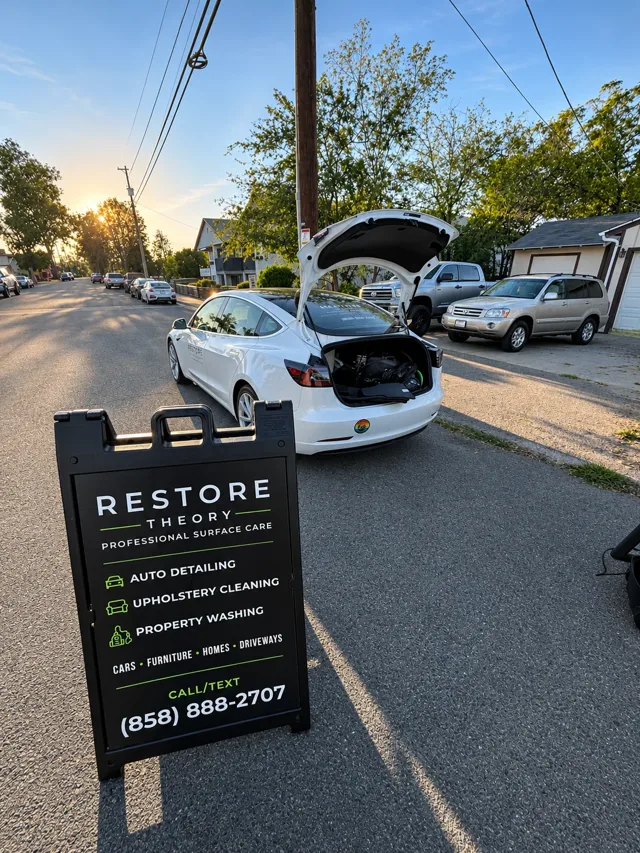 RESTORE
THEORY
PROFESSIONAL SURFACE CARE
AUTO DETAILING
UPHOLSTERY CLEANING
PROPERTY WASHING
CARS • FURNITURE • HOMES • DRIVEWAYS
CALL/TEXT
(858) 888-2707